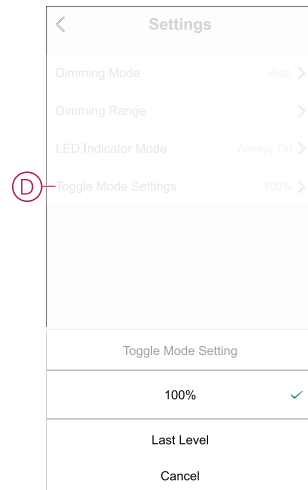 Settings
Dimming Mode Auto
Dimming Range
LED Indicator Mode Always On
D Toggle Mode Settings 100%
Toggle Mode Setting
100%
Last Level
Cancel